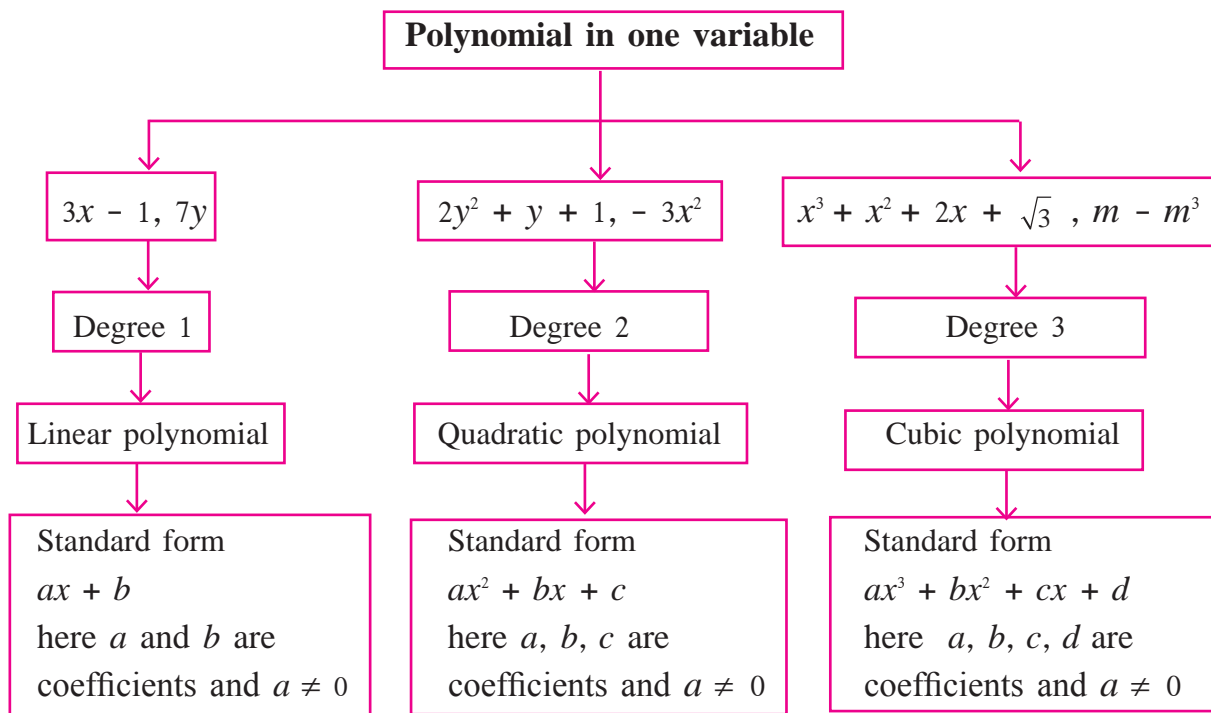 Polynomial in one variable
3x - 1, 7y
2y² + y + 1, - 3x²
x³ + x² + 2x + √3 , m - m³
Degree 1
Degree 2
Degree 3
Linear polynomial
Quadratic polynomial
Cubic polynomial
Standard form
ax + b
here a and b are
coefficients and a ≠ 0
Standard form
ax² + bx + c
here a, b, c are
coefficients and a ≠ 0
Standard form
ax³ + bx² + cx + d
here a, b, c, d are
coefficients and a ≠ 0